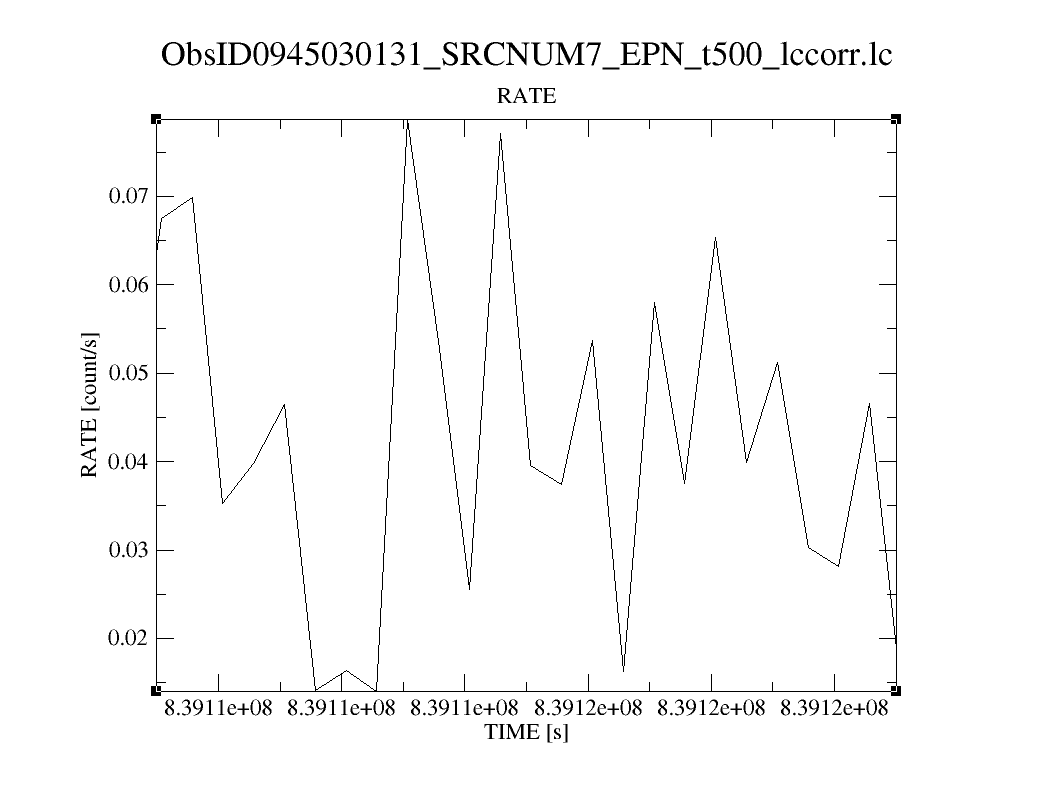 ObsID0945030131_SRCNUM7_EPN_t500_lccorr.lc
RATE
0.07
0.06
0.05
0.04
0.03
0.02
RATE [count/s]
8.3911e+08 8.3911e+08 8.3911e+08 8.3912e+08 8.3912e+08 8.3912e+08
TIME [s]